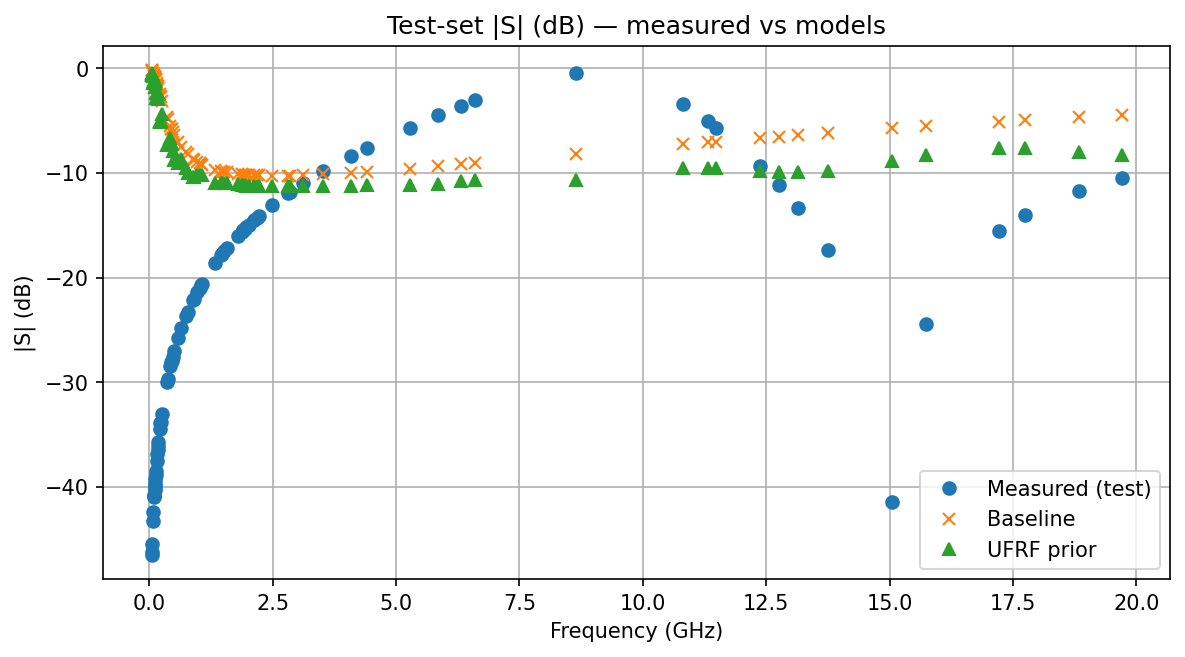 Test-set |S| (dB) — measured vs models
0
−10
−20
−30
−40
|S| (dB)
0.0 2.5 5.0 7.5 10.0 12.5 15.0 17.5 20.0
Frequency (GHz)
Measured (test)
Baseline
UFRF prior